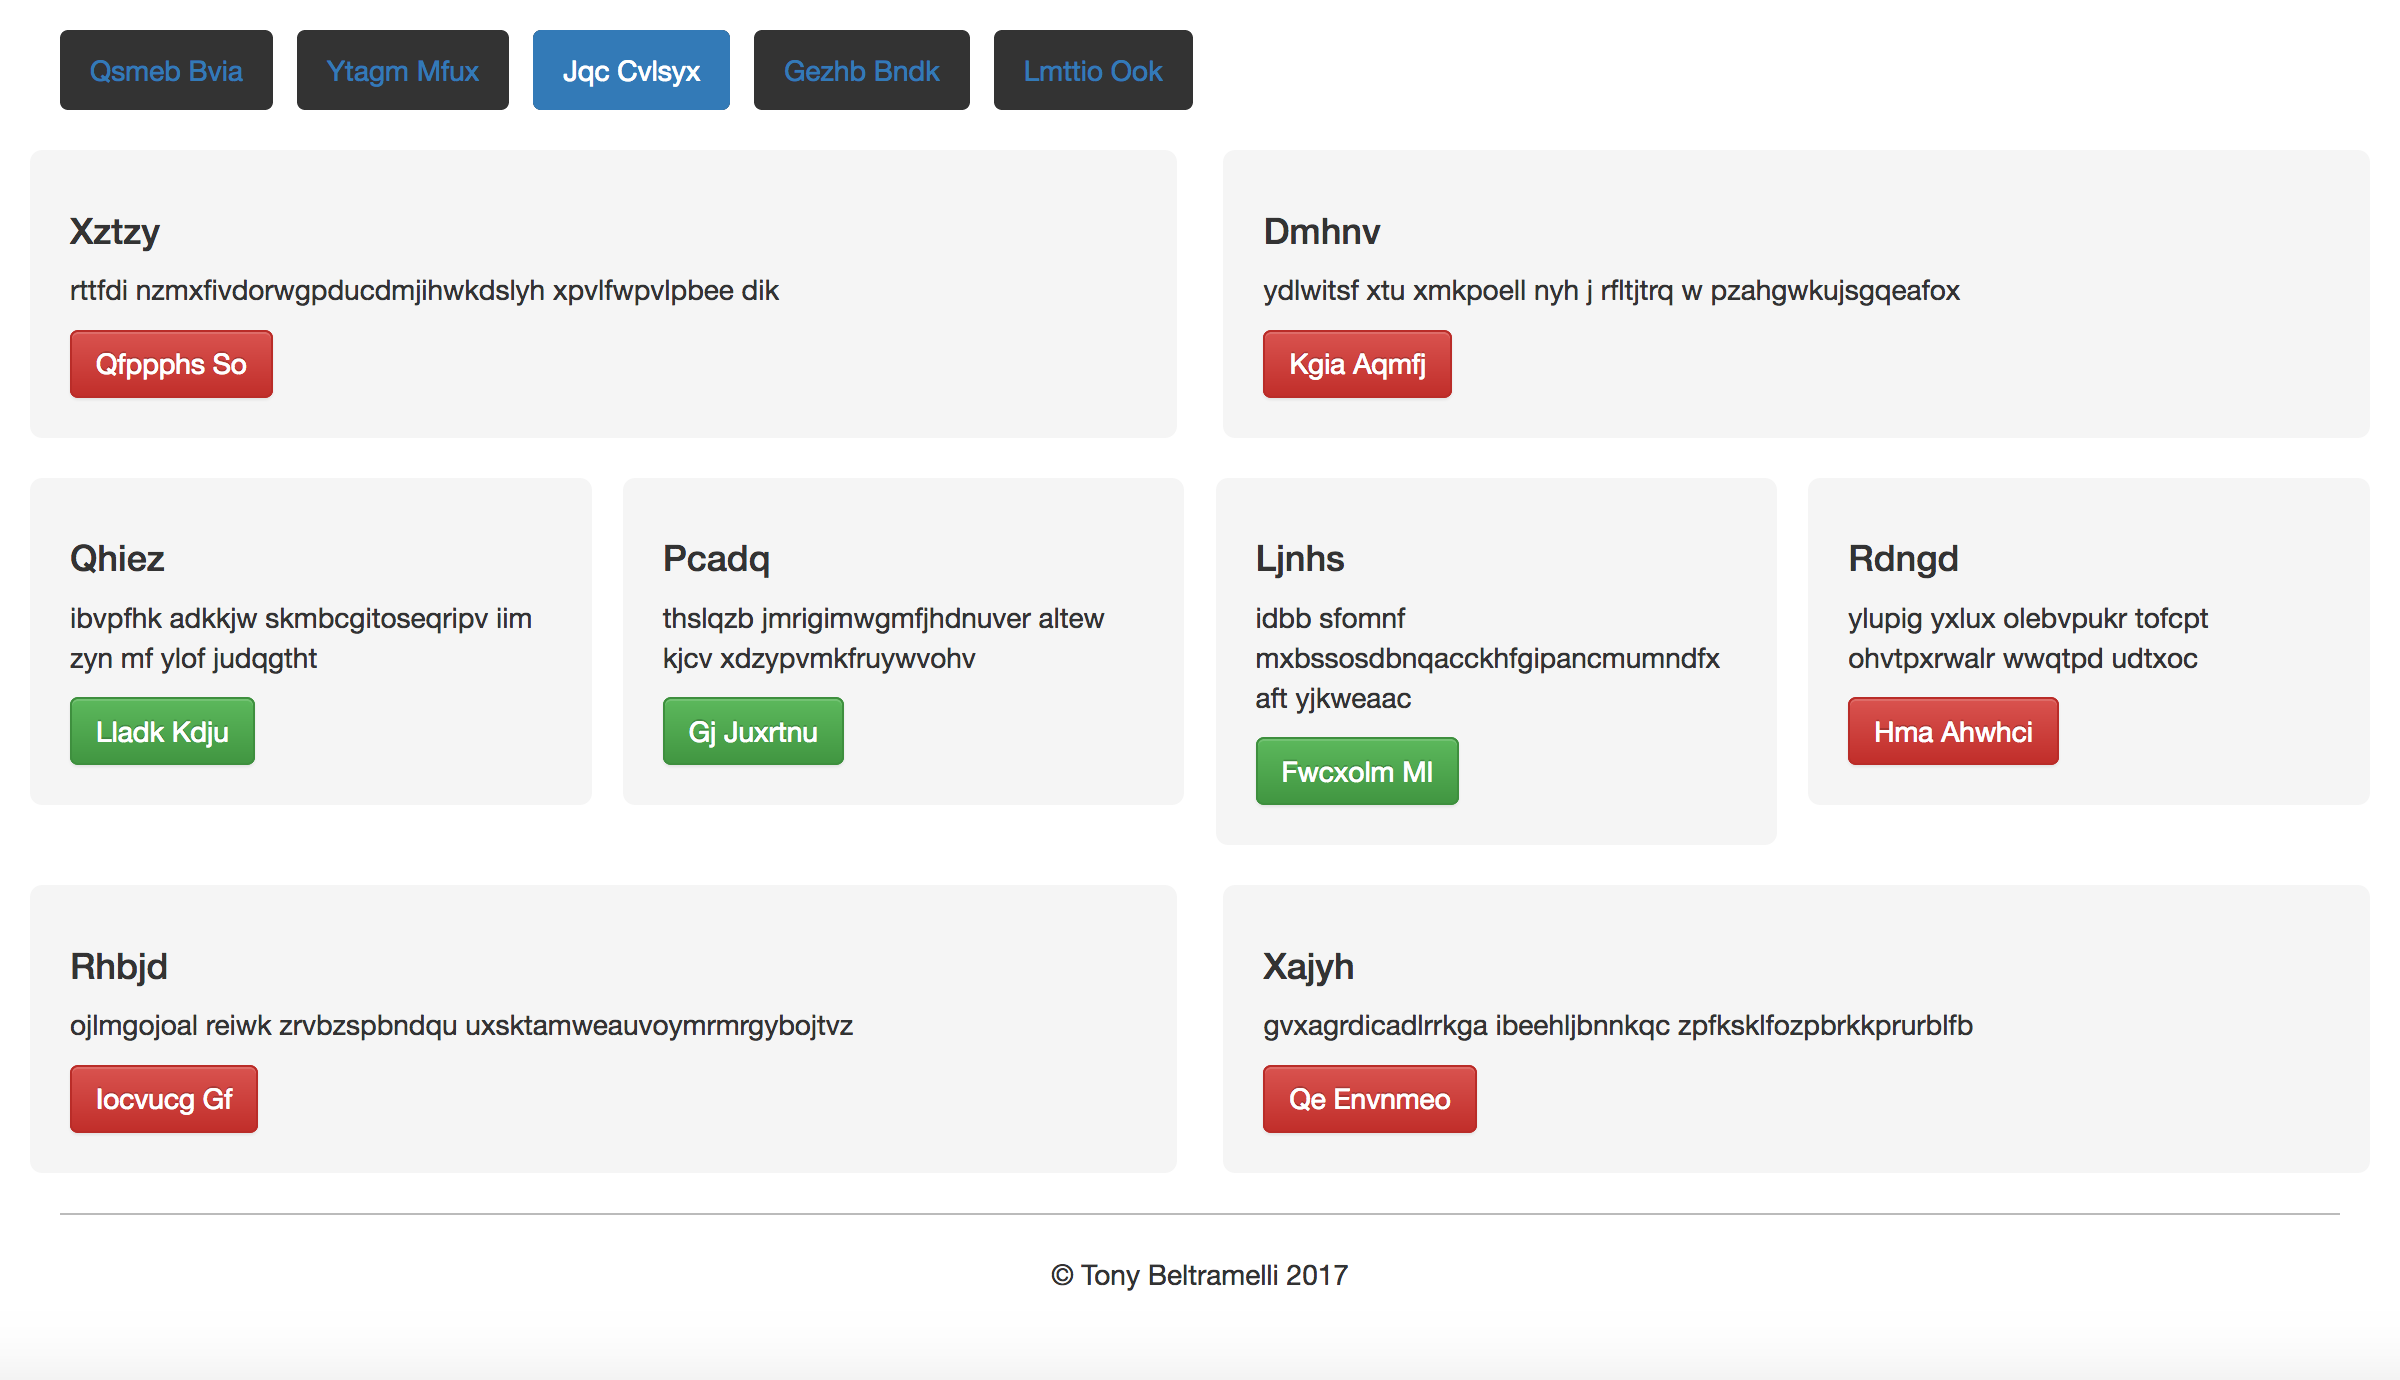 Qsmeb Bvia Ytagm Mfux Jqc Cvlsyx Gezhb Bndk Lmttio Ook
Xztzy
rttfdi nzmxfivdorwgpducdmjihwkdslyh xpvlfwpvlpbee dik
Qfppphs So
Dmhnv
ydlwitsf xtu xmkpoell nyh j rfltjtrq w pzahgwkujsgqeafox
Kgia Aqmfj
Qhiez
ibvpfhk adkkjw skmbcgitoseqripv iim
zyn mf ylof judqgtht
Lladk Kdju
Pcadq
thslqzb jmrigimwgmfjhdnuver altew
kjcv xdzypvmkfruywvohv
Gj Juxrtnu
Ljnhs
idbb sfomnf
mxbssosdbnqacckhfgipancmumndfx
aft yjkweaac
Fwcxolm Ml
Rdngd
ylupig yxlux olebvpukr tofcpt
ohvtpxrwalr wwqtpd udtxoc
Hma Ahwhci
Rhbjd
ojlmgojoal reiwk zrvbzspbndqu uxsktamweauvoymrmrgybojtvz
Iocvucg Gf
Xajyh
gvxagrdicadlrrkga ibeehljbnnkqc zpfksklfozpbrkkprurblfb
Qe Envnmeo
© Tony Beltramelli 2017